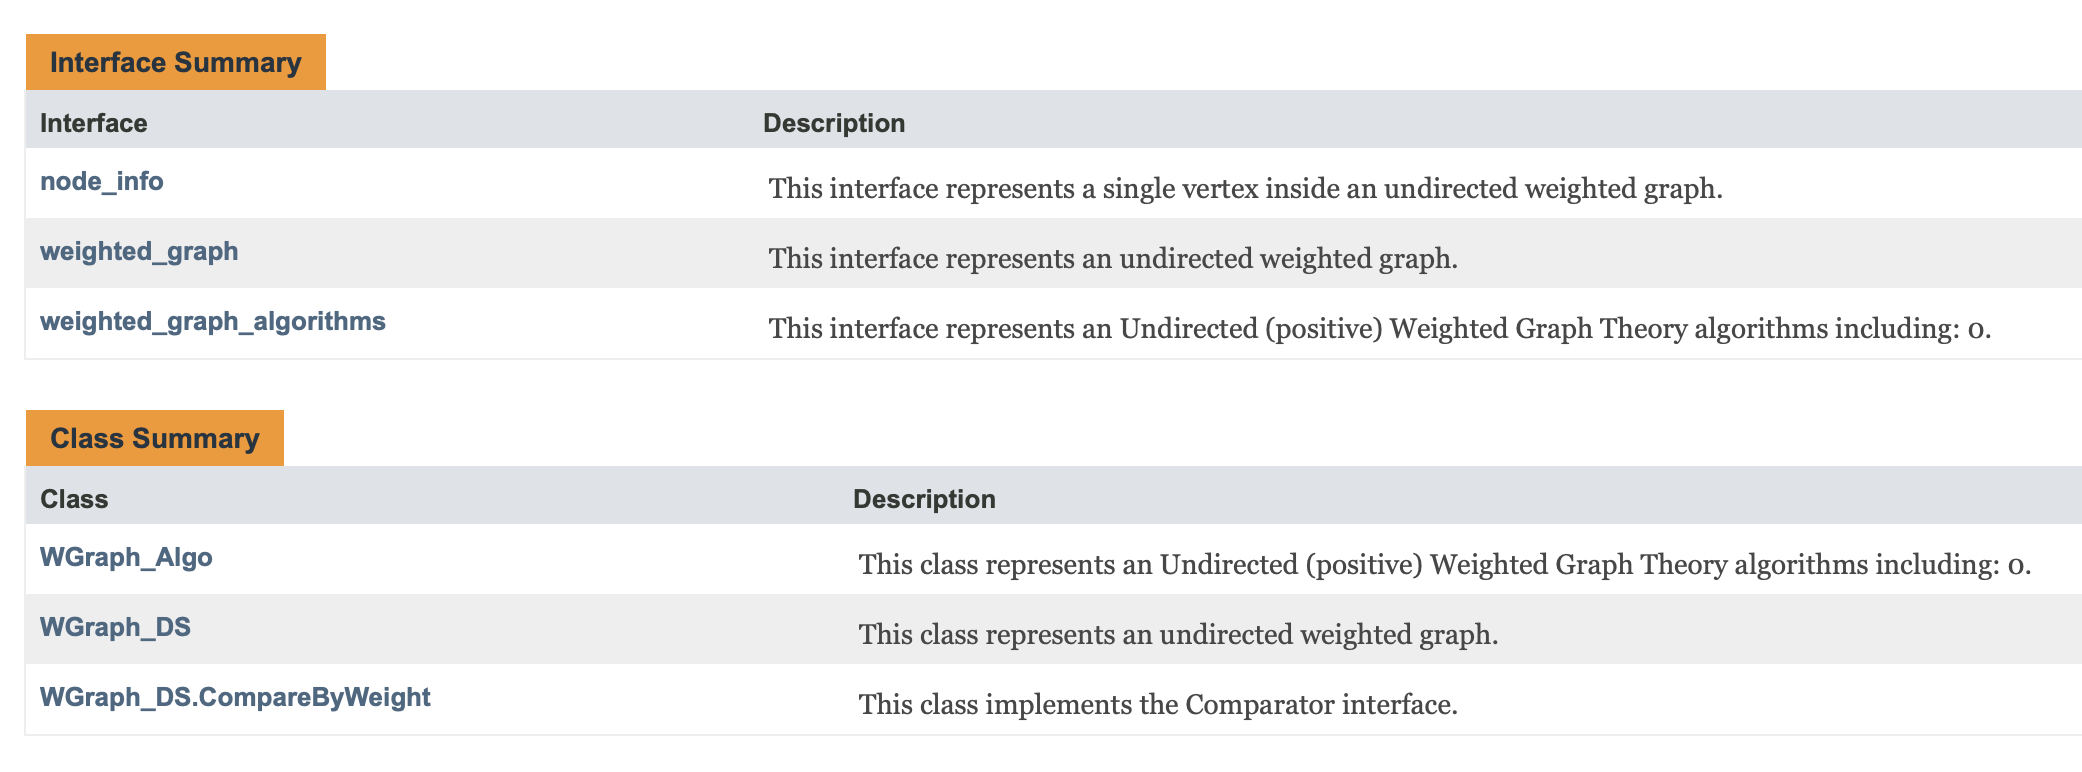 Interface Summary
Interface Description
node_info This interface represents a single vertex inside an undirected weighted graph.
weighted_graph This interface represents an undirected weighted graph.
weighted_graph_algorithms This interface represents an Undirected (positive) Weighted Graph Theory algorithms including: 0.
Class Summary
Class Description
WGraph_Algo This class represents an Undirected (positive) Weighted Graph Theory algorithms including: 0.
WGraph_DS This class represents an undirected weighted graph.
WGraph_DS.CompareByWeight This class implements the Comparator interface.